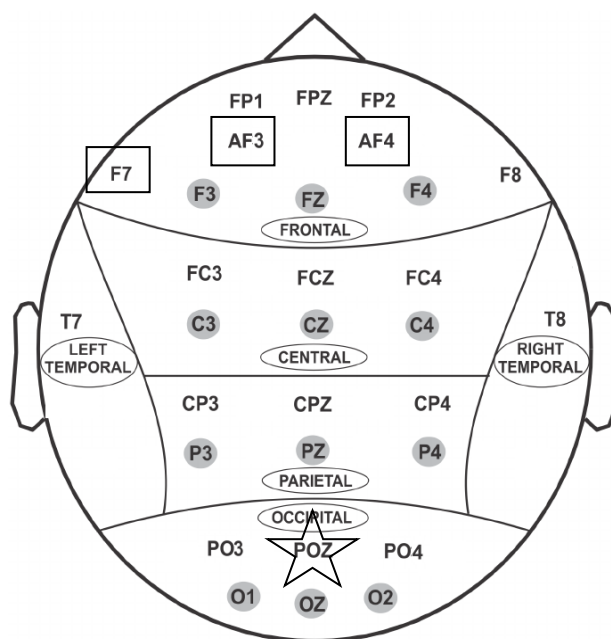 FP1 FPZ FP2
AF3 AF4
F7 F8
F3 FZ F4
FRONTAL
FC3 FCZ FC4
T7 C3 CZ C4 T8
LEFT TEMPORAL
CENTRAL
RIGHT TEMPORAL
CP3 CPZ CP4
P3 PZ P4
PARIETAL
OCCIPITAL
PO3 POZ PO4
O1 OZ O2